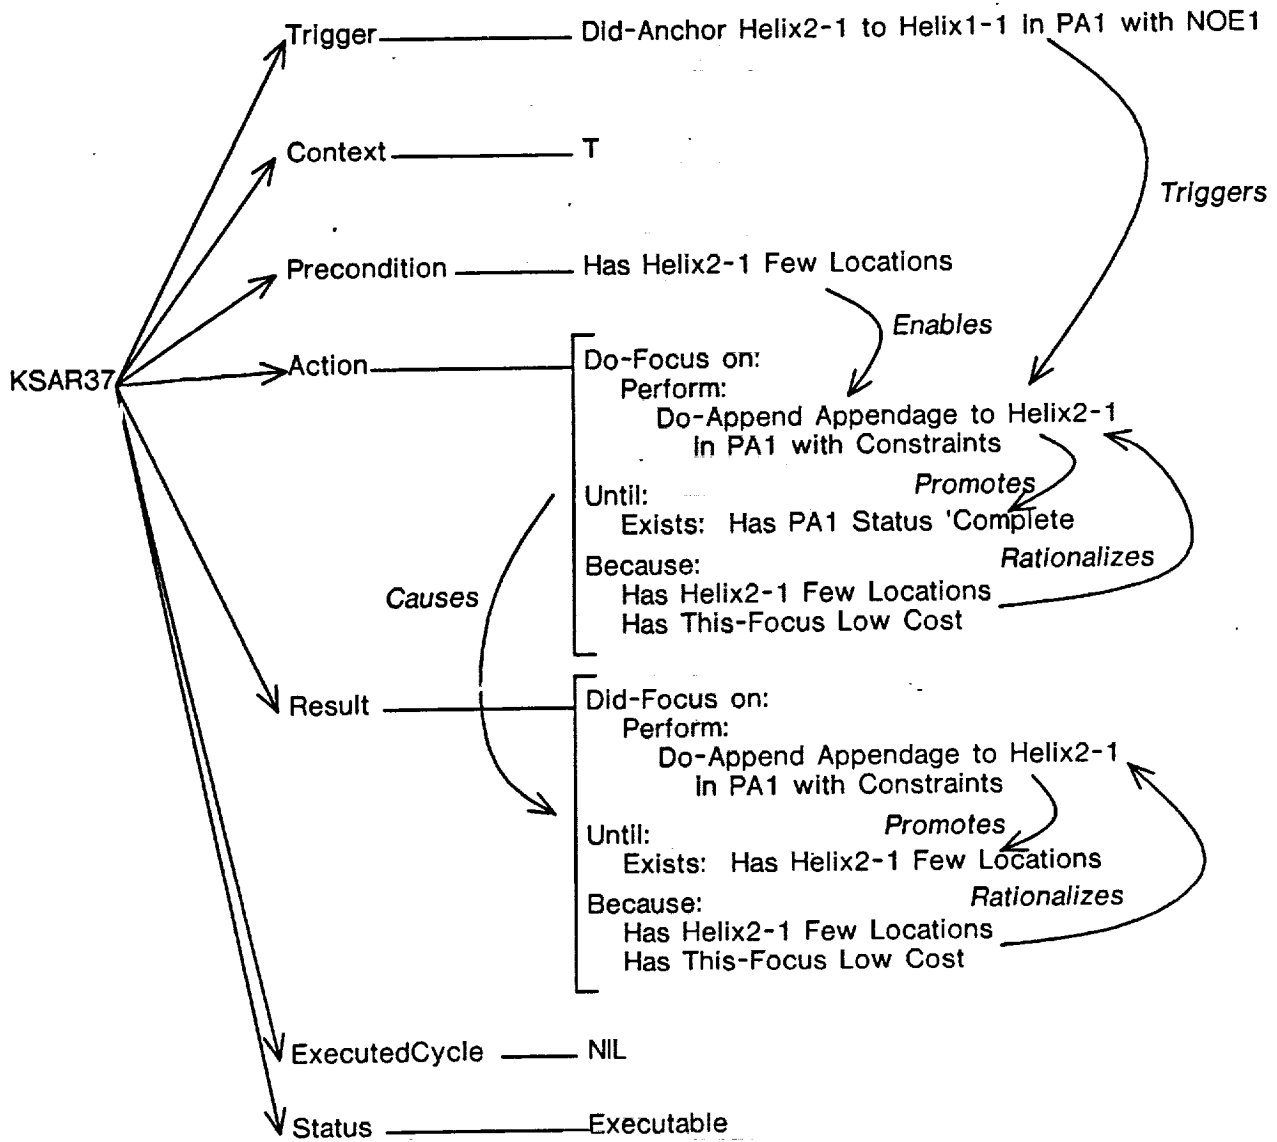 Trigger Did-Anchor Helix2-1 to Helix1-1 in PA1 with NOE1
Context T
Triggers
Precondition Has Helix2-1 Few Locations
Enables
KSAR37
Action Do-Focus on:
Perform:
Do-Append Appendage to Helix2-1
in PA1 with Constraints
Promotes
Until:
Exists: Has PA1 Status 'Complete
Rationalizes
Because:
Has Helix2-1 Few Locations
Has This-Focus Low Cost
Causes
Result Did-Focus on:
Perform:
Do-Append Appendage to Helix2-1
in PA1 with Constraints
Promotes
Until:
Exists: Has Helix2-1 Few Locations
Rationalizes
Because:
Has Helix2-1 Few Locations
Has This-Focus Low Cost
ExecutedCycle NIL
Status Executable